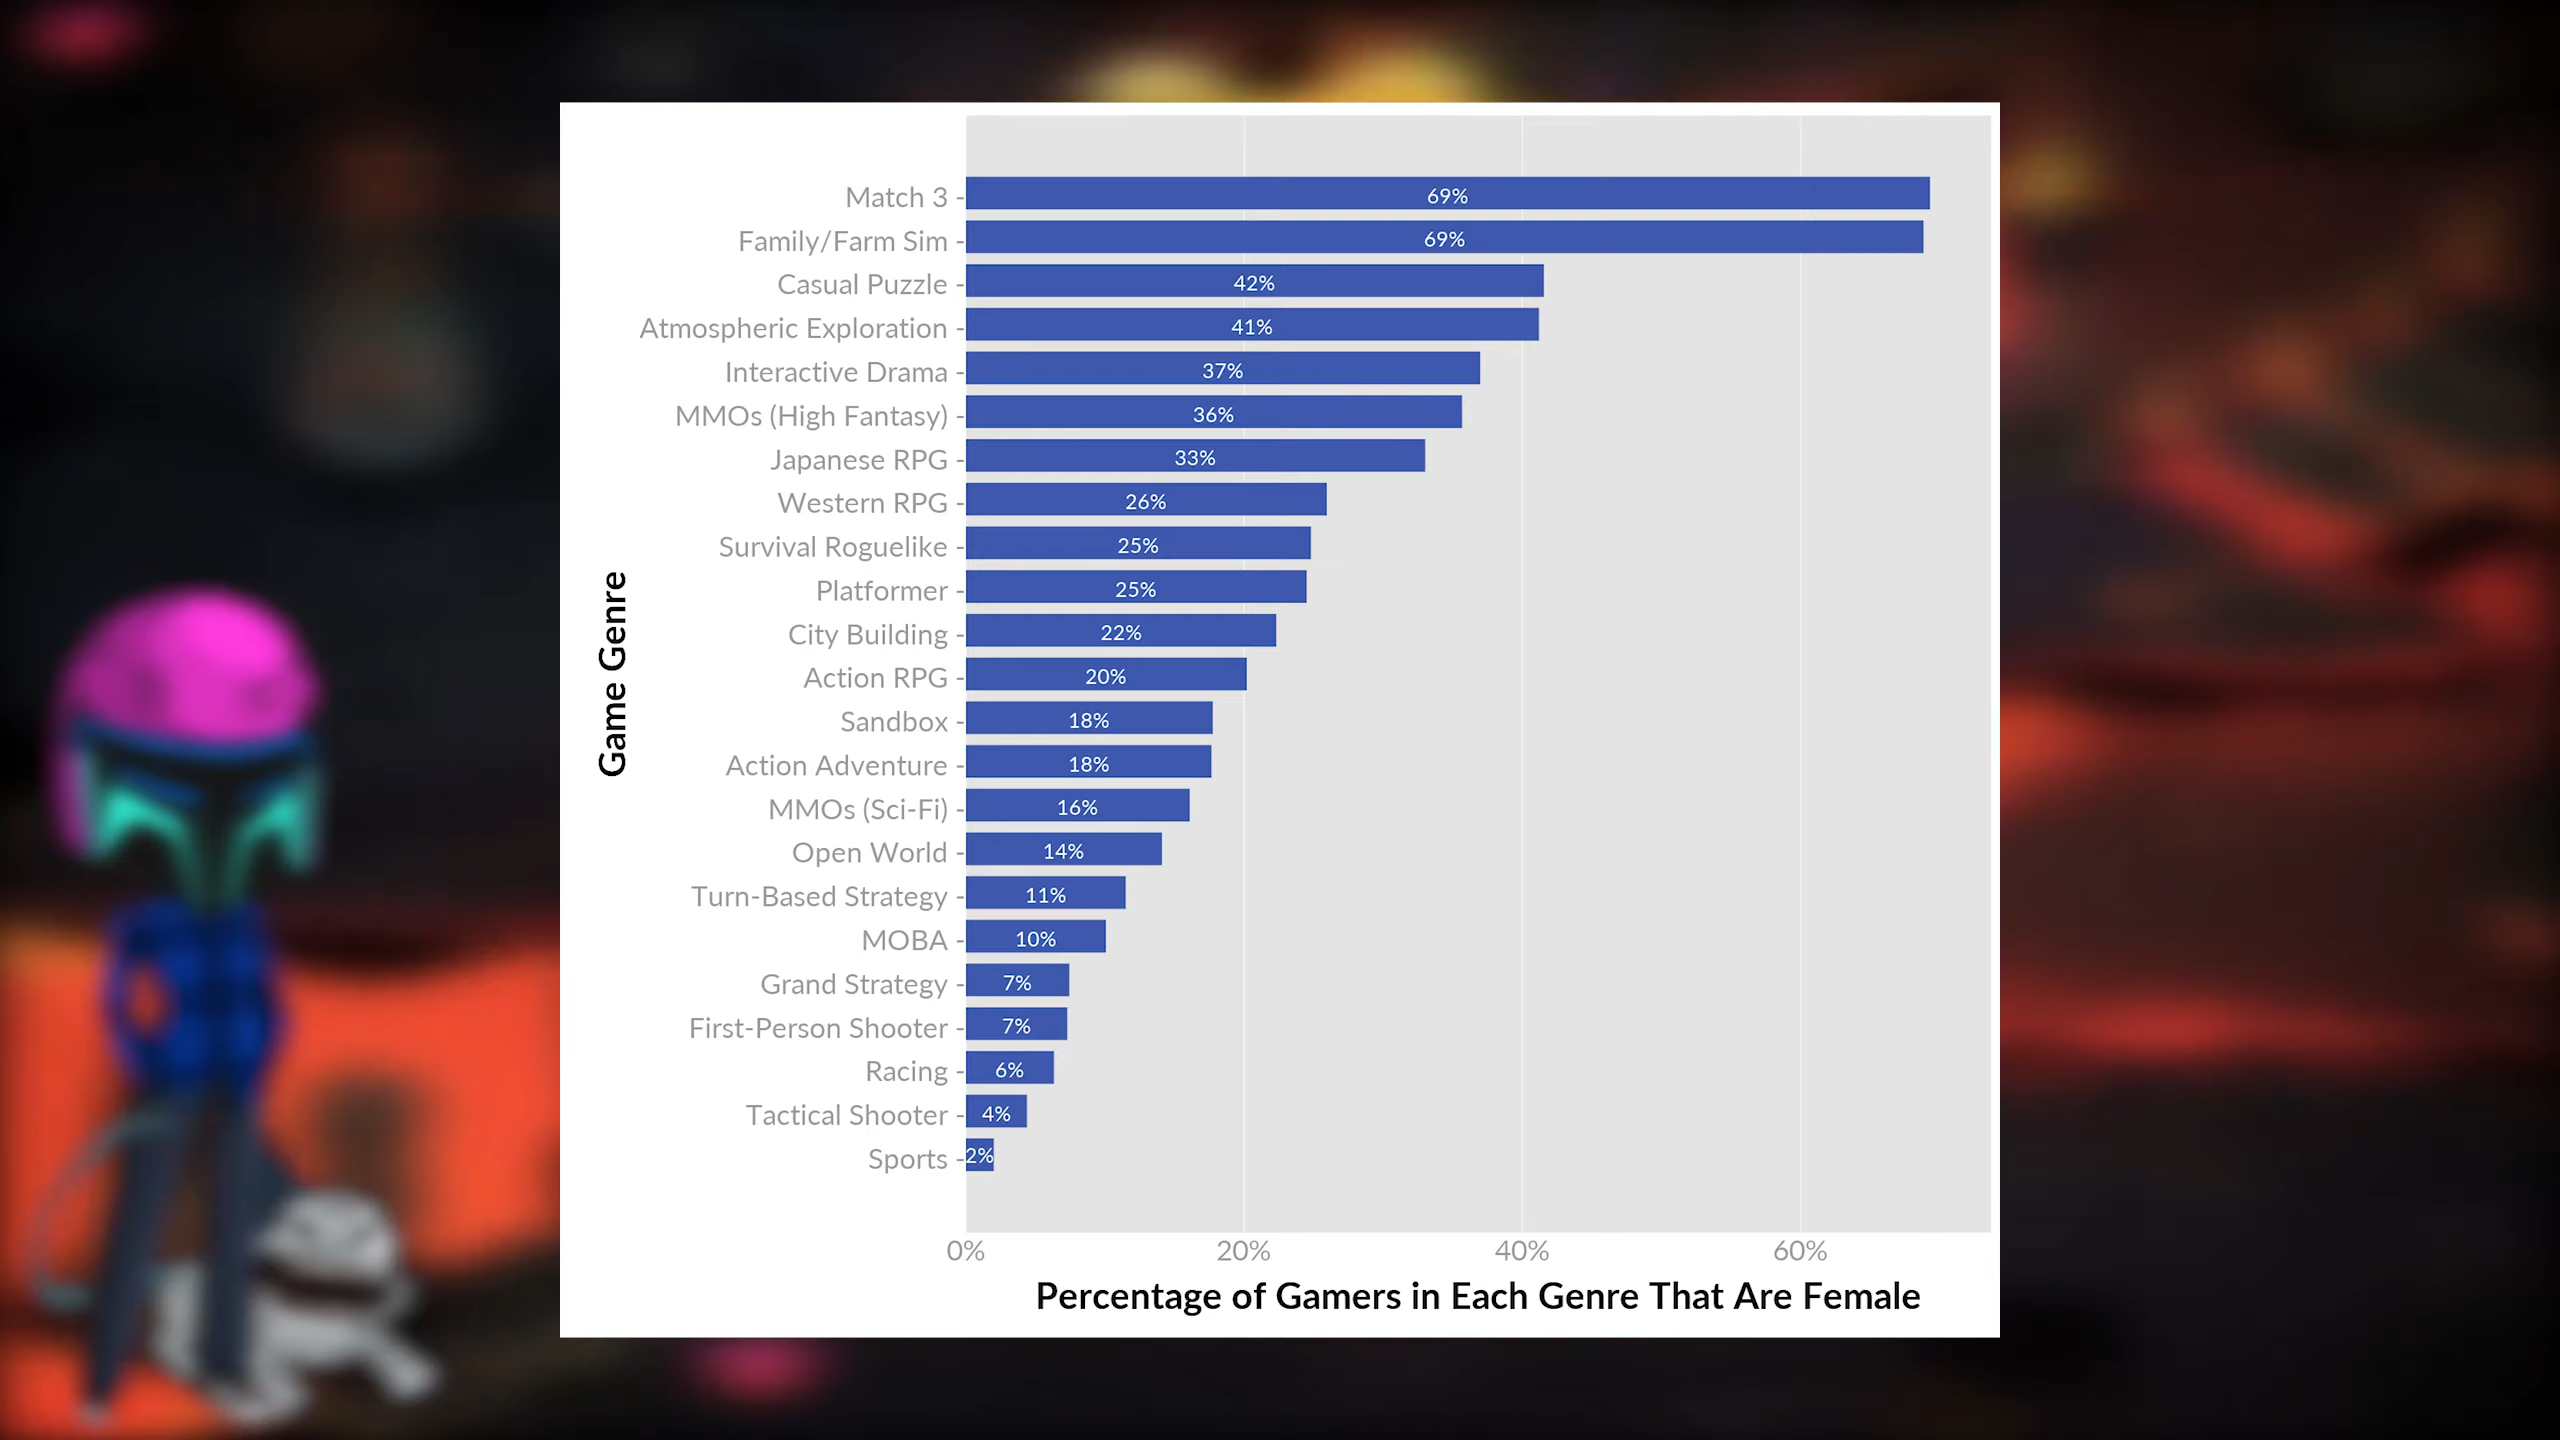 Match 3 - 69%
Family/Farm Sim - 69%
Casual Puzzle - 42%
Atmospheric Exploration - 41%
Interactive Drama - 37%
MMOs (High Fantasy) - 36%
Japanese RPG - 33%
Western RPG - 26%
Survival Roguelike - 25%
Platformer - 25%
City Building - 22%
Action RPG - 20%
Sandbox - 18%
Action Adventure - 18%
MMOs (Sci-Fi) - 16%
Open World - 14%
Turn-Based Strategy - 11%
MOBA - 10%
Grand Strategy - 7%
First-Person Shooter - 7%
Racing - 6%
Tactical Shooter - 4%
Sports - 2%
Game Genre
0% 20% 40% 60%
Percentage of Gamers in Each Genre That Are Female